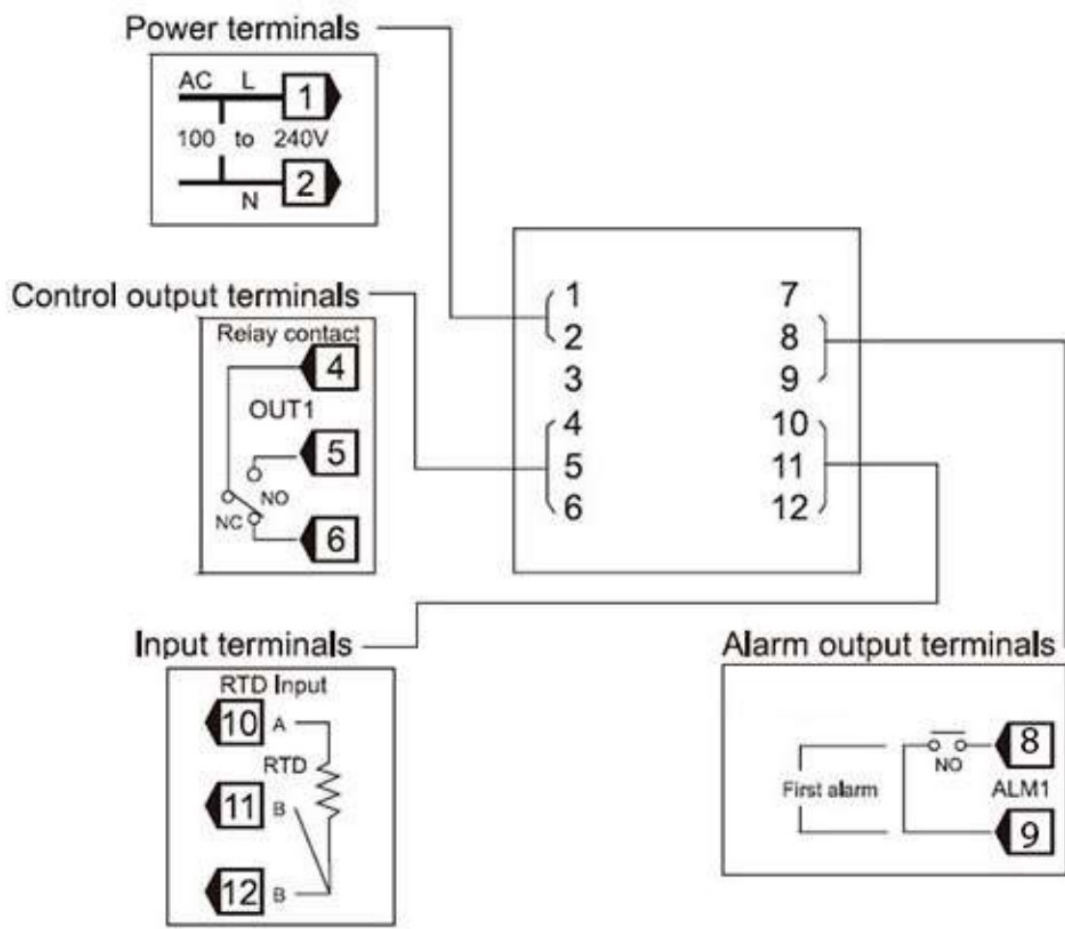 Power terminals
AC L 1
100 to 240V
N 2
Control output terminals
Reiay contact
4
OUT1
5
NO
NC
6
1 7
2 8
3 9
4 10
5 11
6 12
Input terminals
RTD Input
10 A
RTD
11 B
12 B
Alarm output terminals
8
NO
First alarm ALM1
9